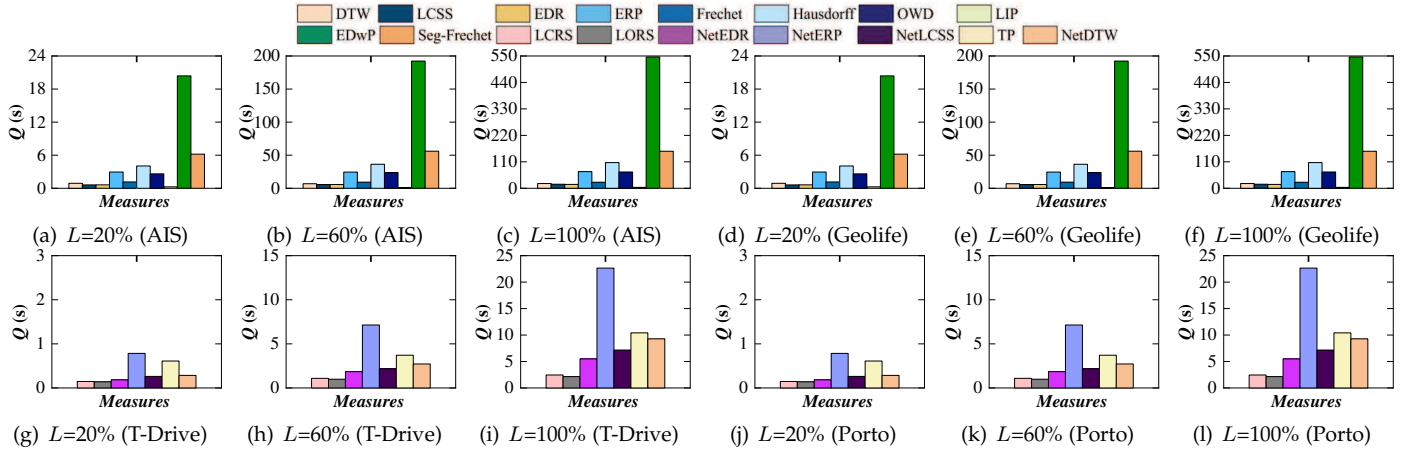 DTW LCSS EDR ERP Frechet Hausdorff OWD LIP
EDwP Seg-Frechet LCRS LORS NetEDR NetERP NetLCSS TP NetDTW
Q (s) 24 18 12 6 0 Measures
(a) L=20% (AIS)
Q (s) 200 150 100 50 0 Measures
(b) L=60% (AIS)
Q (s) 550 440 330 220 110 0 Measures
(c) L=100% (AIS)
Q (s) 24 18 12 6 0 Measures
(d) L=20% (Geolife)
Q (s) 200 150 100 50 0 Measures
(e) L=60% (Geolife)
Q (s) 550 440 330 220 110 0 Measures
(f) L=100% (Geolife)
Q (s) 3 2 1 0 Measures
(g) L=20% (T-Drive)
Q (s) 15 10 5 0 Measures
(h) L=60% (T-Drive)
Q (s) 25 20 15 10 5 0 Measures
(i) L=100% (T-Drive)
Q (s) 3 2 1 0 Measures
(j) L=20% (Porto)
Q (s) 15 10 5 0 Measures
(k) L=60% (Porto)
Q (s) 25 20 15 10 5 0 Measures
(l) L=100% (Porto)